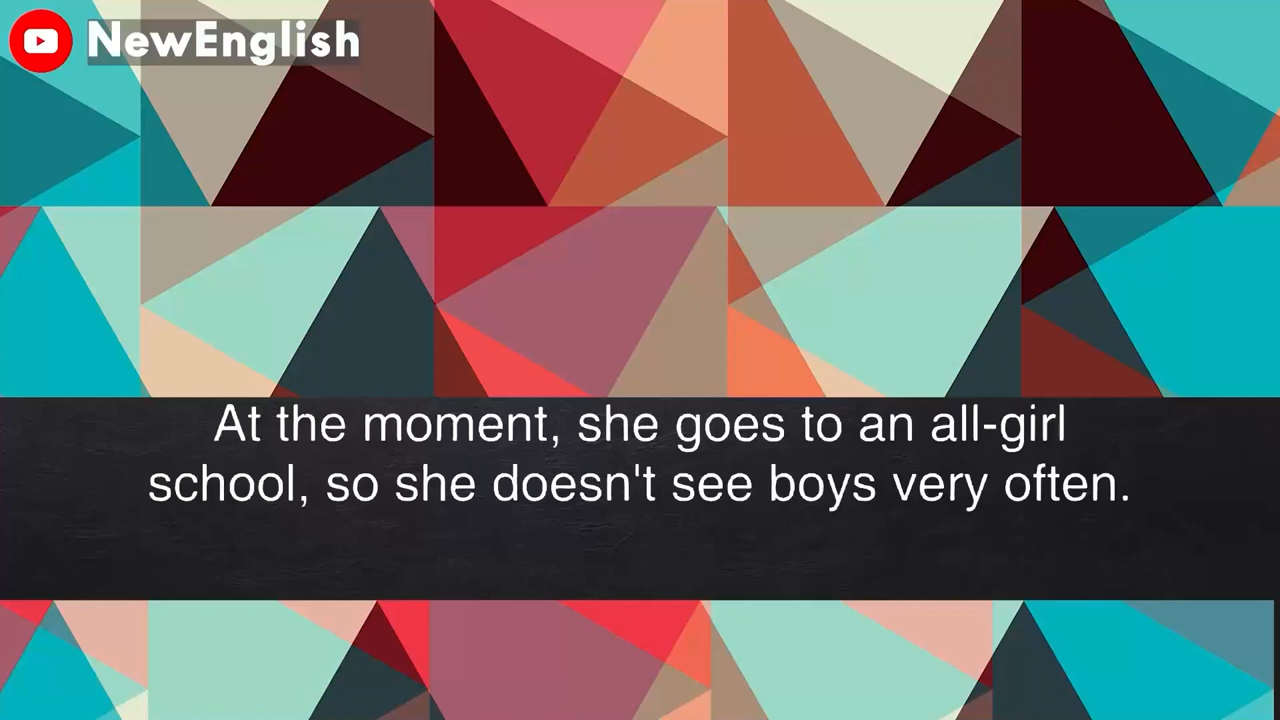 NewEnglish
At the moment, she goes to an all-girl
school, so she doesn't see boys very often.